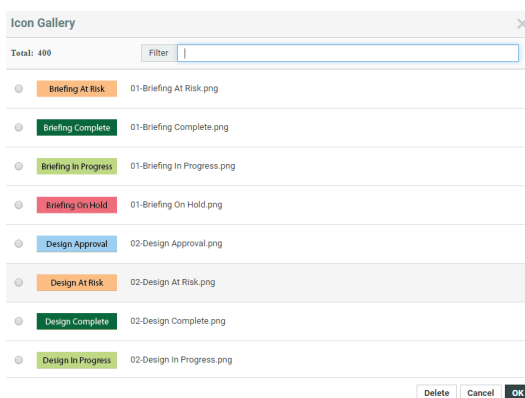 Icon Gallery
Total: 400 Filter
Briefing At Risk 01-Briefing At Risk.png
Briefing Complete 01-Briefing Complete.png
Briefing In Progress 01-Briefing In Progress.png
Briefing On Hold 01-Briefing On Hold.png
Design Approval 02-Design Approval.png
Design At Risk 02-Design At Risk.png
Design Complete 02-Design Complete.png
Design In Progress 02-Design In Progress.png
Delete Cancel OK